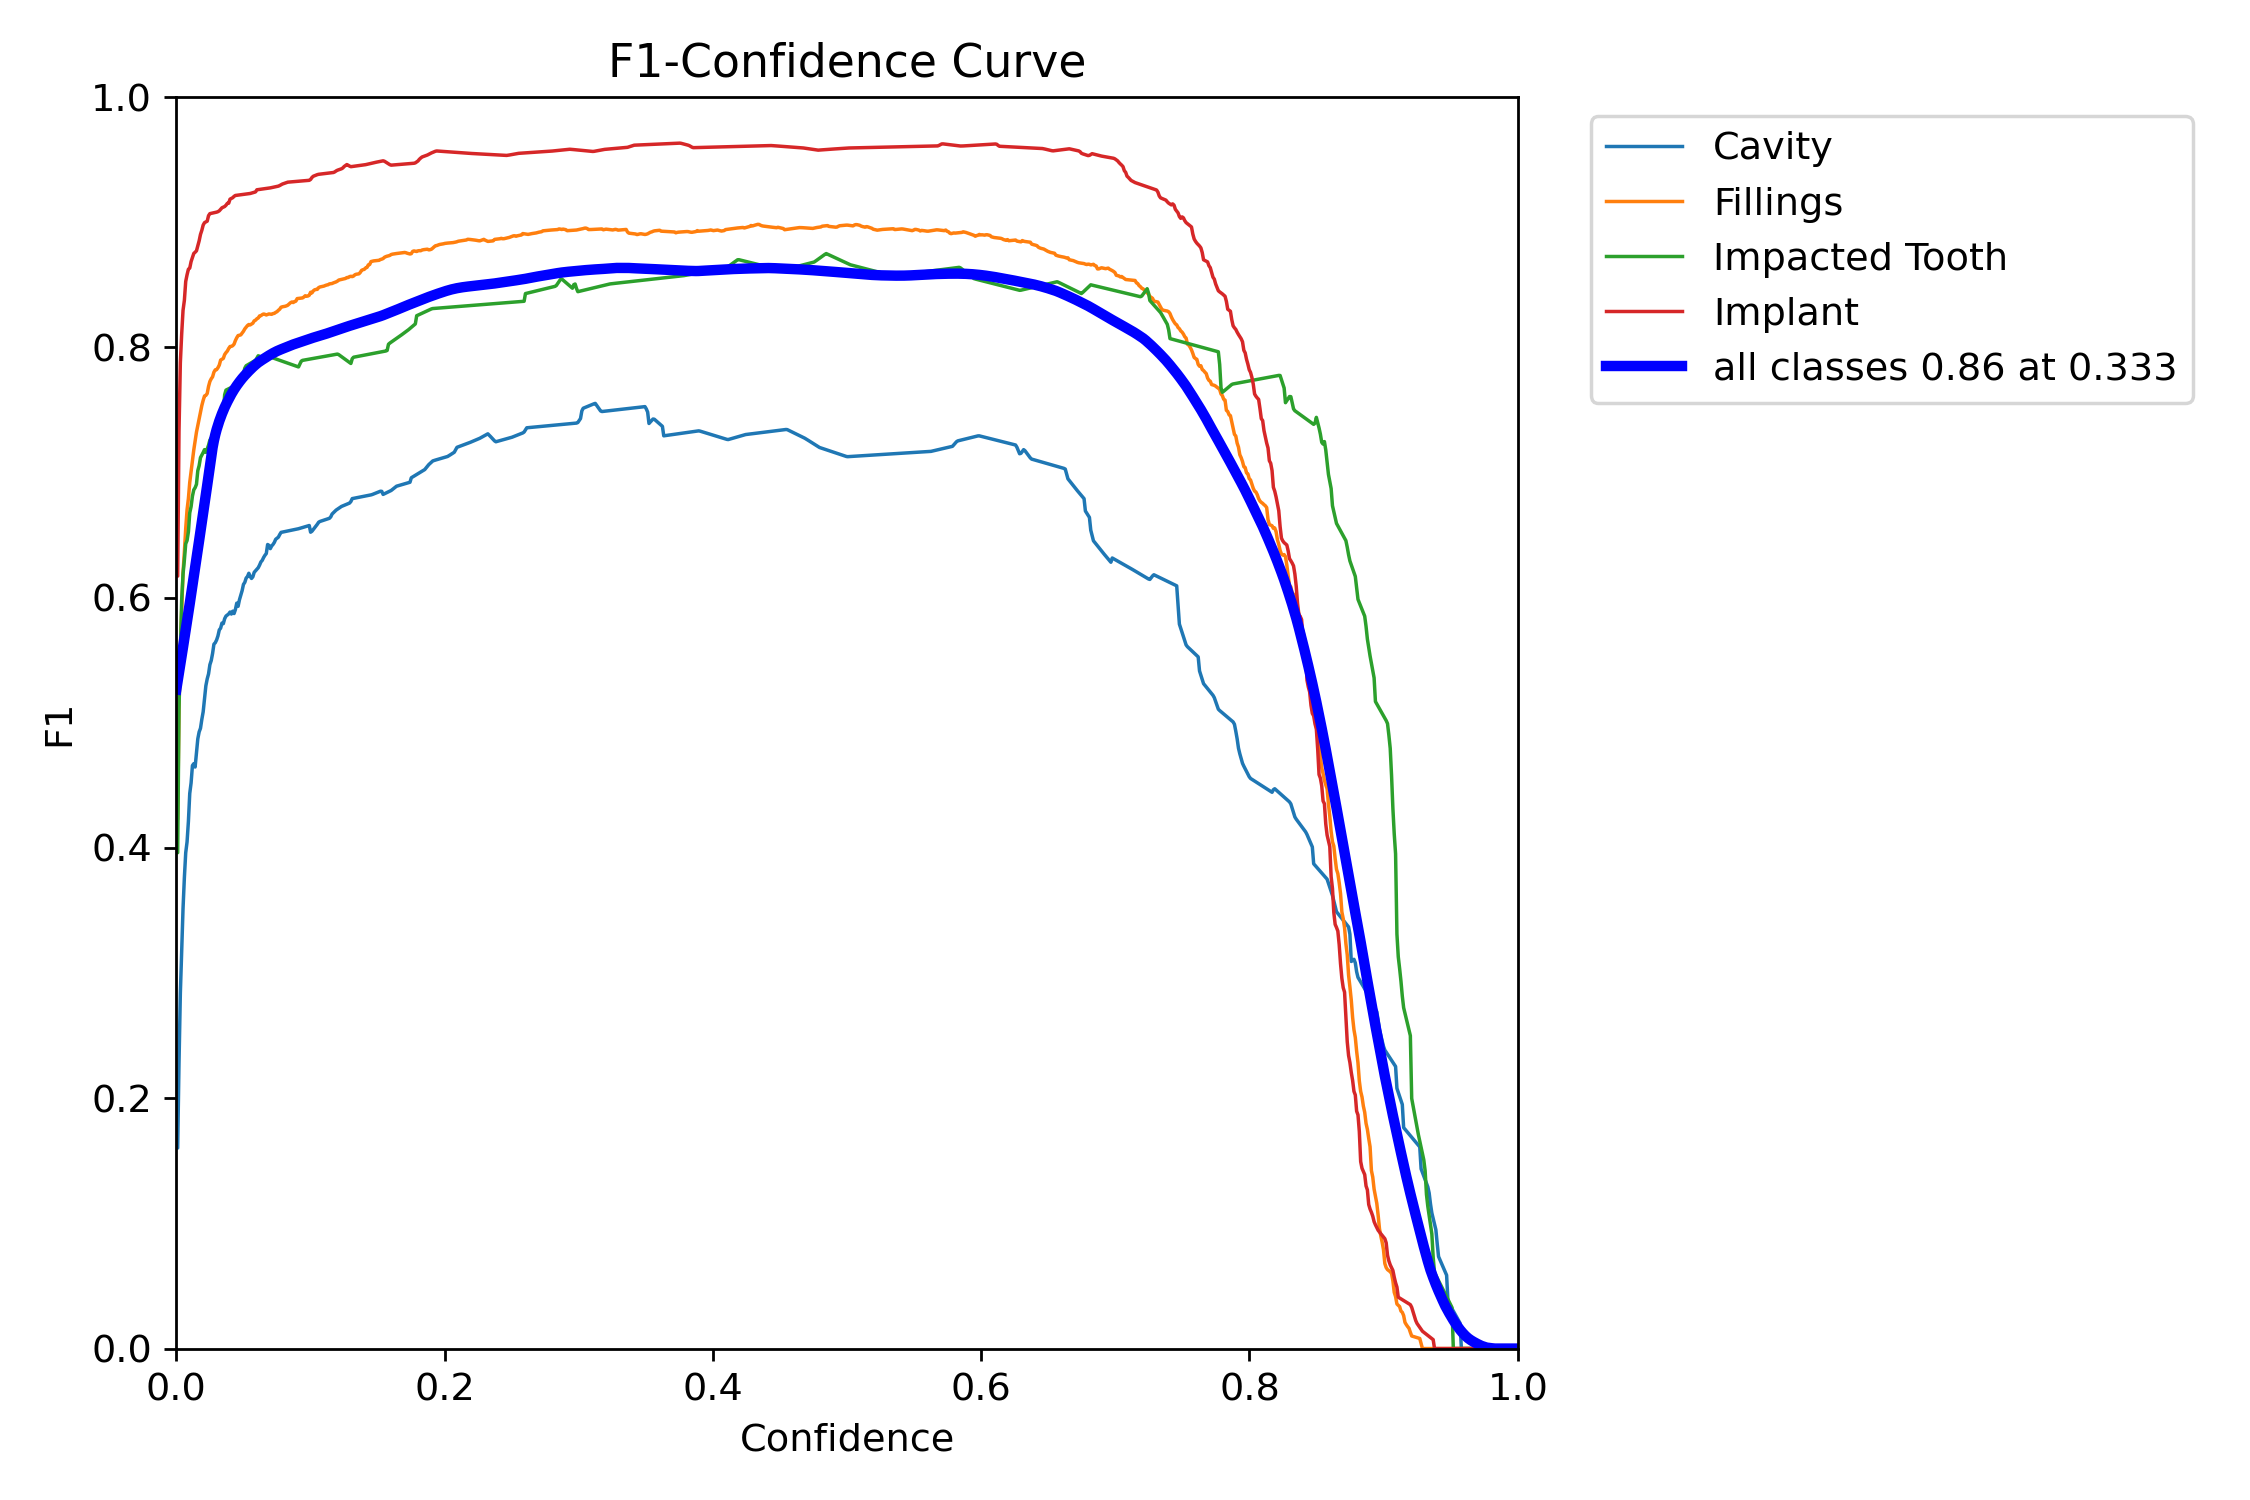 F1-Confidence Curve
1.0
0.8
0.6
0.4
0.2
0.0
F1
0.0 0.2 0.4 0.6 0.8 1.0
Confidence
Cavity
Fillings
Impacted Tooth
Implant
all classes 0.86 at 0.333